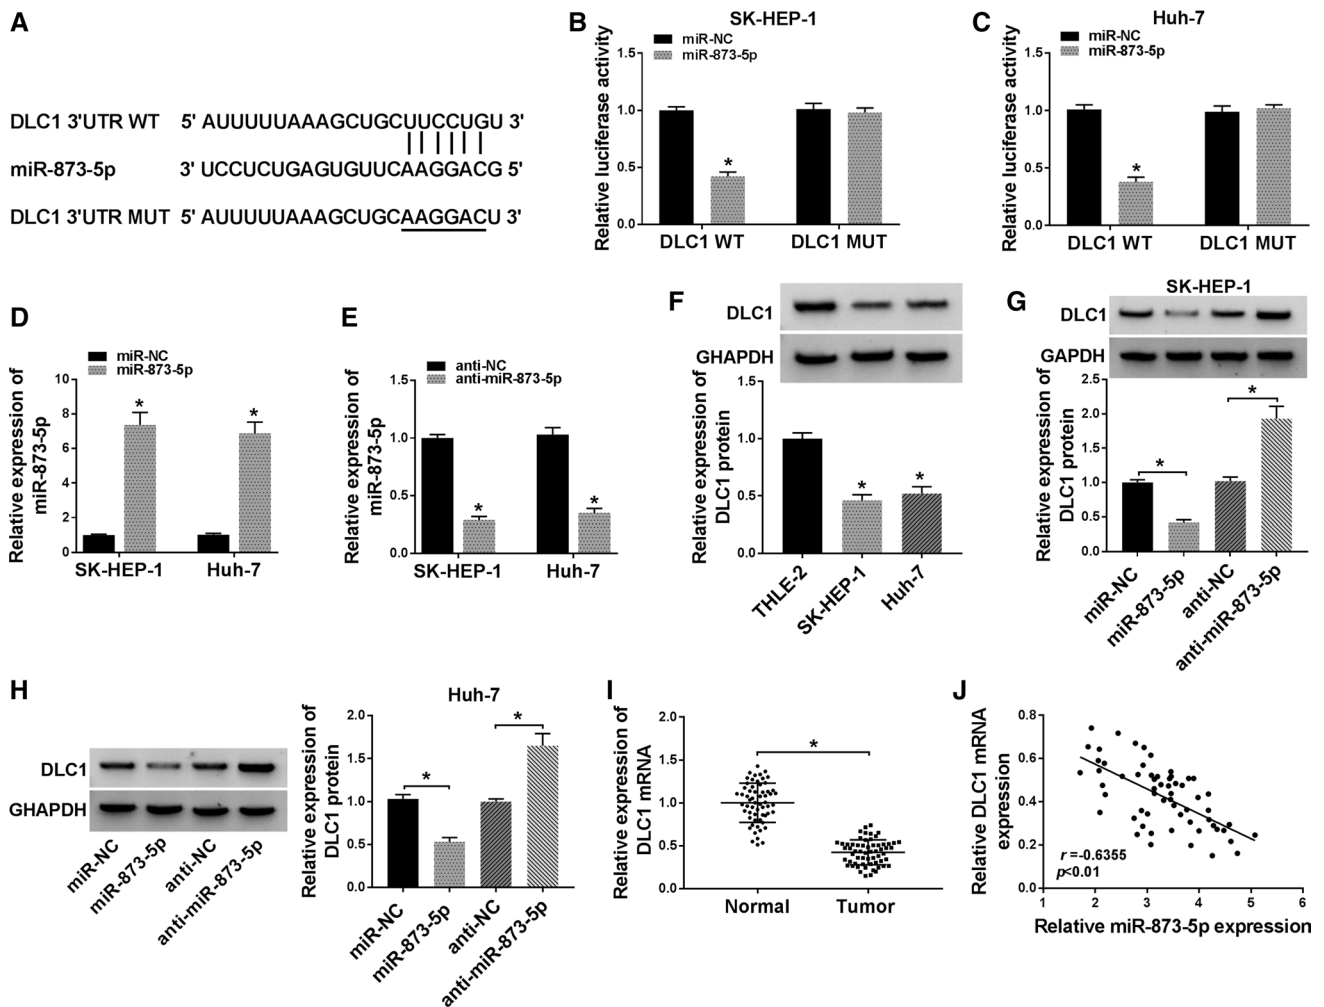 A
DLC1 3'UTR WT 5' AUUUUUAAAGCUGCUUCCUGU 3'
miR-873-5p 3' UCCUCUGAGUGUUCAAGGACG 5'
DLC1 3'UTR MUT 5' AUUUUUAAAGCUGCAAGGACU 3'
B
SK-HEP-1
miR-NC
miR-873-5p
Relative luciferase activity
1.5
1.0
0.5
0.0
*
DLC1 WT
DLC1 MUT
C
Huh-7
miR-NC
miR-873-5p
Relative luciferase activity
1.5
1.0
0.5
0.0
*
DLC1 WT
DLC1 MUT
D
miR-NC
miR-873-5p
Relative expression of
miR-873-5p
10
8
6
4
2
0
*
*
SK-HEP-1
Huh-7
E
anti-NC
anti-miR-873-5p
Relative expression of
miR-873-5p
1.5
1.0
0.5
0.0
*
*
SK-HEP-1
Huh-7
F
DLC1
GHAPDH
Relative expression of
DLC1 protein
1.5
1.0
0.5
0.0
*
*
THLE-2
SK-HEP-1
Huh-7
G
SK-HEP-1
DLC1
GAPDH
Relative expression of
DLC1 protein
2.5
2.0
1.5
1.0
0.5
0.0
*
*
miR-NC
miR-873-5p
anti-NC
anti-miR-873-5p
H
DLC1
GHAPDH
miR-NC
miR-873-5p
anti-NC
anti-miR-873-5p
Huh-7
Relative expression of
DLC1 protein
2.0
1.5
1.0
0.5
0.0
*
*
miR-NC
miR-873-5p
anti-NC
anti-miR-873-5p
I
Relative expression of
DLC1 mRNA
2.0
1.5
1.0
0.5
0.0
*
Normal
Tumor
J
Relative DLC1 mRNA
expression
0.8
0.6
0.4
0.2
0.0
r =-0.6355
p<0.01
1
2
3
4
5
6
Relative miR-873-5p expression